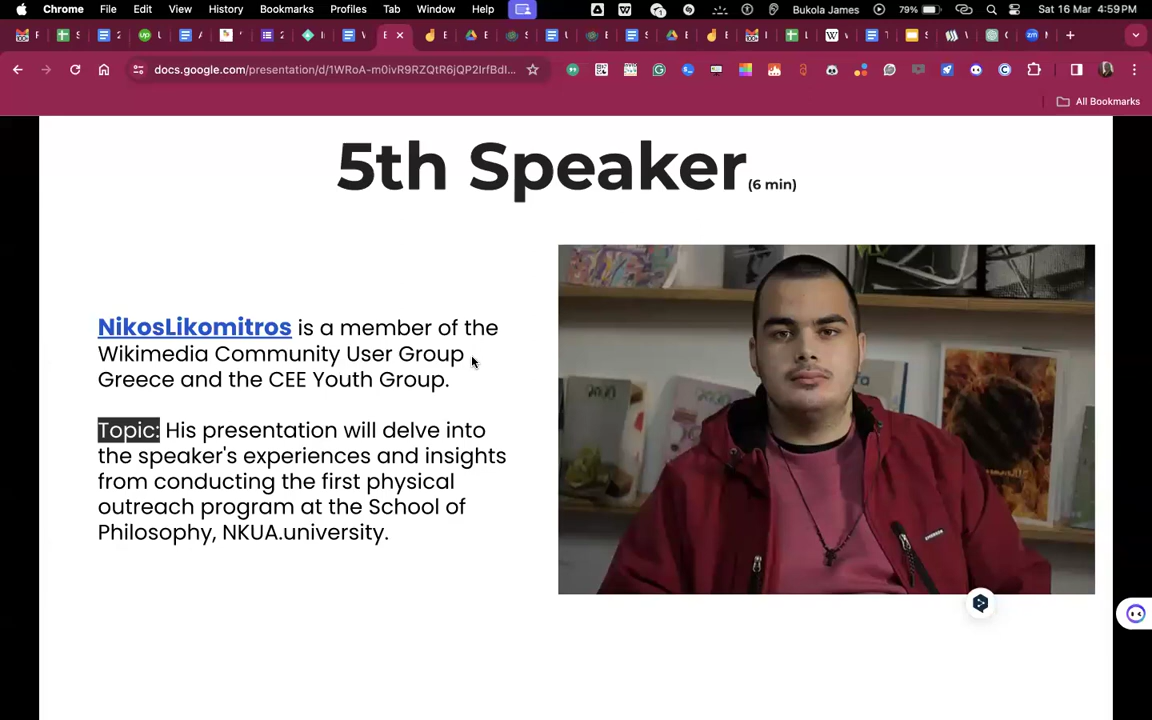 Chrome File Edit View History Bookmarks Profiles Tab Window Help Bukola James 79% Sat 16 Mar 4:59 PM
docs.google.com/presentation/d/1WRoA-m0ivR9RZQtR6jQP2IrfBdI...
All Bookmarks
5th Speaker (6 min)
NikosLikomitros is a member of the
Wikimedia Community User Group
Greece and the CEE Youth Group.
Topic: His presentation will delve into
the speaker's experiences and insights
from conducting the first physical
outreach program at the School of
Philosophy, NKUA.university.